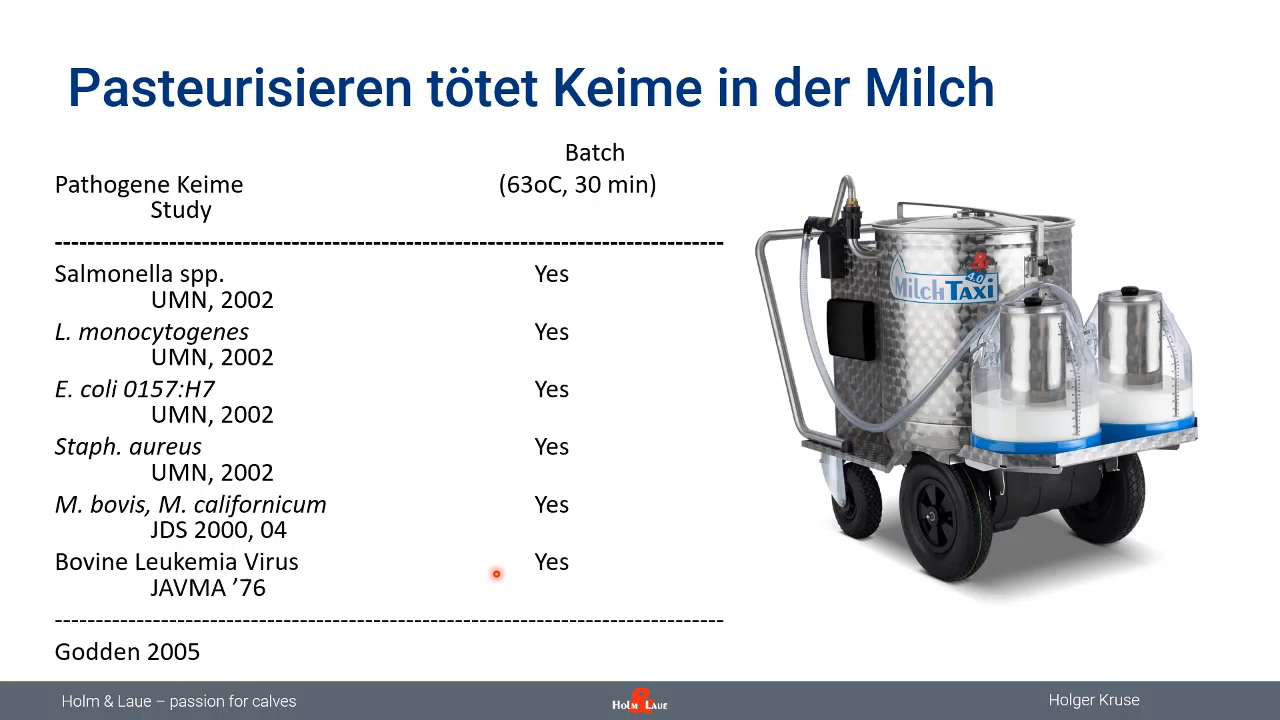 Pasteurisieren tötet Keime in der Milch
Batch
Pathogene Keime (63oC, 30 min)
Study
-----------------------------------------------------------------------------------
Salmonella spp. Yes
UMN, 2002
L. monocytogenes Yes
UMN, 2002
E. coli 0157:H7 Yes
UMN, 2002
Staph. aureus Yes
UMN, 2002
M. bovis, M. californicum Yes
JDS 2000, 04
Bovine Leukemia Virus Yes
JAVMA ’76
-----------------------------------------------------------------------------------
Godden 2005
4.0
MilchTaxi
Holm & Laue – passion for calves
Holm & Laue
Holger Kruse